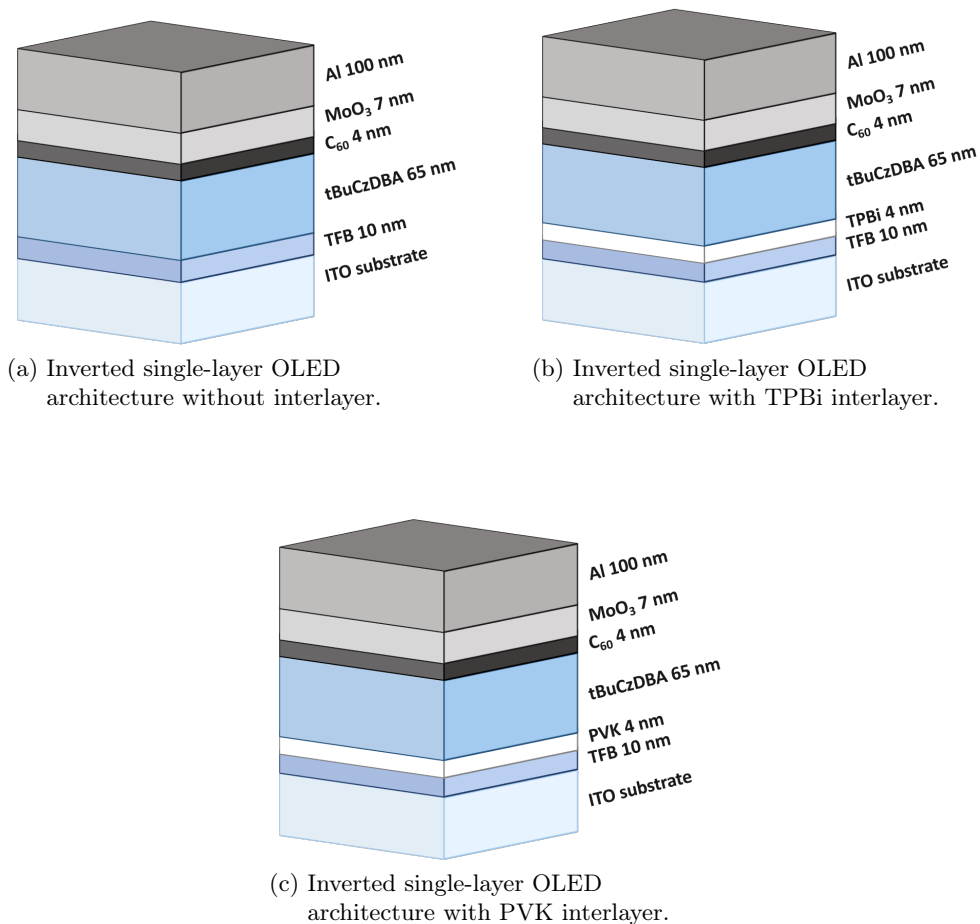 Al 100 nm
MoO₃ 7 nm
C₆₀ 4 nm
tBuCzDBA 65 nm
TFB 10 nm
ITO substrate
(a) Inverted single-layer OLED
architecture without interlayer.
Al 100 nm
MoO₃ 7 nm
C₆₀ 4 nm
tBuCzDBA 65 nm
TPBi 4 nm
TFB 10 nm
ITO substrate
(b) Inverted single-layer OLED
architecture with TPBi interlayer.
Al 100 nm
MoO₃ 7 nm
C₆₀ 4 nm
tBuCzDBA 65 nm
PVK 4 nm
TFB 10 nm
ITO substrate
(c) Inverted single-layer OLED
architecture with PVK interlayer.